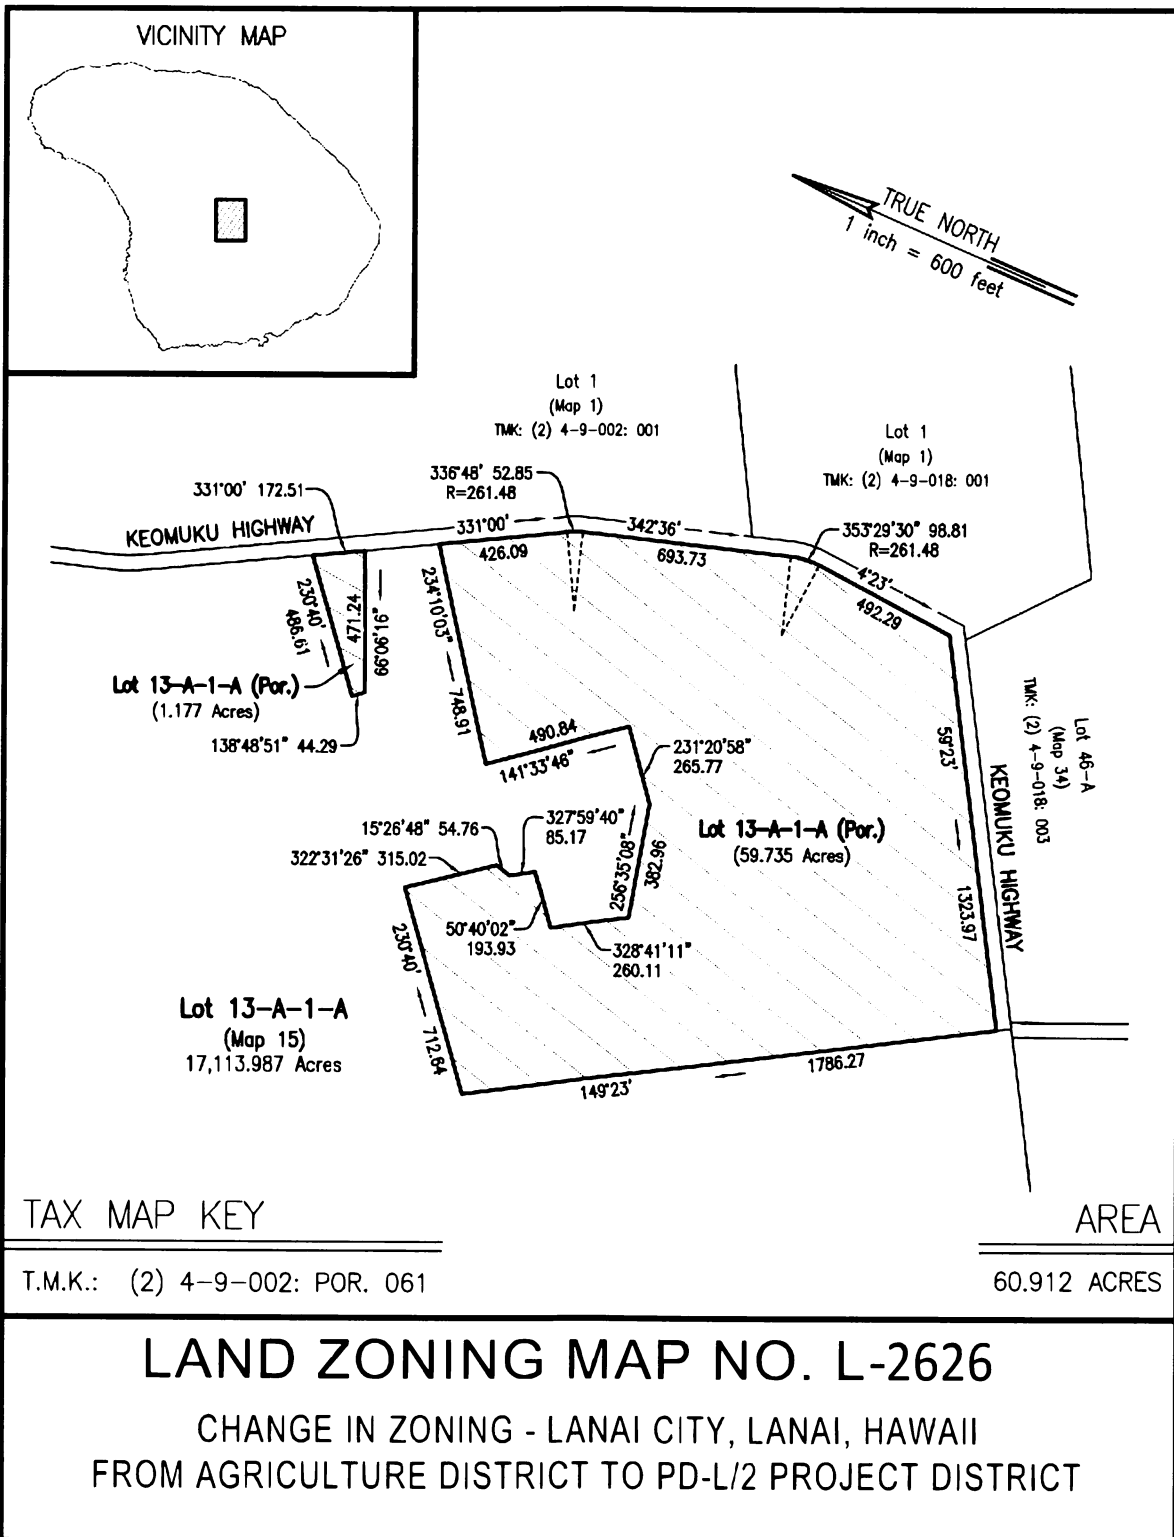 VICINITY MAP
TRUE NORTH
1 inch = 600 feet
Lot 1
(Map 1)
TMK: (2) 4-9-002: 001
Lot 1
(Map 1)
TMK: (2) 4-9-018: 001
336°48' 52.85
R=261.48
331°00' 172.51
KEOMUKU HIGHWAY
331°00'
426.09
342°36'
693.73
353°29'30" 98.81
R=261.48
4°23'
492.29
230°40'
486.61
471.24
66°06'16"
234°10'03"
748.91
Lot 13-A-1-A (Por.)
(1.177 Acres)
138°48'51" 44.29
490.84
141°33'46"
231°20'58"
265.77
59°23'
1323.97
KEOMUKU HIGHWAY
Lot 46-A
(Map 34)
TMK: (2) 4-9-018: 003
15°26'48" 54.76
327°59'40"
85.17
322°31'26" 315.02
256°35'08"
382.96
Lot 13-A-1-A (Por.)
(59.735 Acres)
50°40'02"
193.93
328°41'11"
260.11
230°40'
712.64
Lot 13-A-1-A
(Map 15)
17,113.987 Acres
149°23'
1786.27
TAX MAP KEY
AREA
T.M.K.: (2) 4-9-002: POR. 061
60.912 ACRES
LAND ZONING MAP NO. L-2626
CHANGE IN ZONING - LANAI CITY, LANAI, HAWAII
FROM AGRICULTURE DISTRICT TO PD-L/2 PROJECT DISTRICT